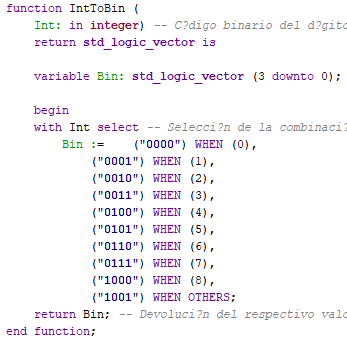 function IntToBin (
Int: in integer) -- C?digo binario del d?gito
return std_logic_vector is
variable Bin: std_logic_vector (3 downto 0);
begin
with Int select -- Selecci?n de la combinaci?
Bin := ("0000") WHEN (0),
("0001") WHEN (1),
("0010") WHEN (2),
("0011") WHEN (3),
("0100") WHEN (4),
("0101") WHEN (5),
("0110") WHEN (6),
("0111") WHEN (7),
("1000") WHEN (8),
("1001") WHEN OTHERS;
return Bin; -- Devoluci?n del respectivo valo
end function;